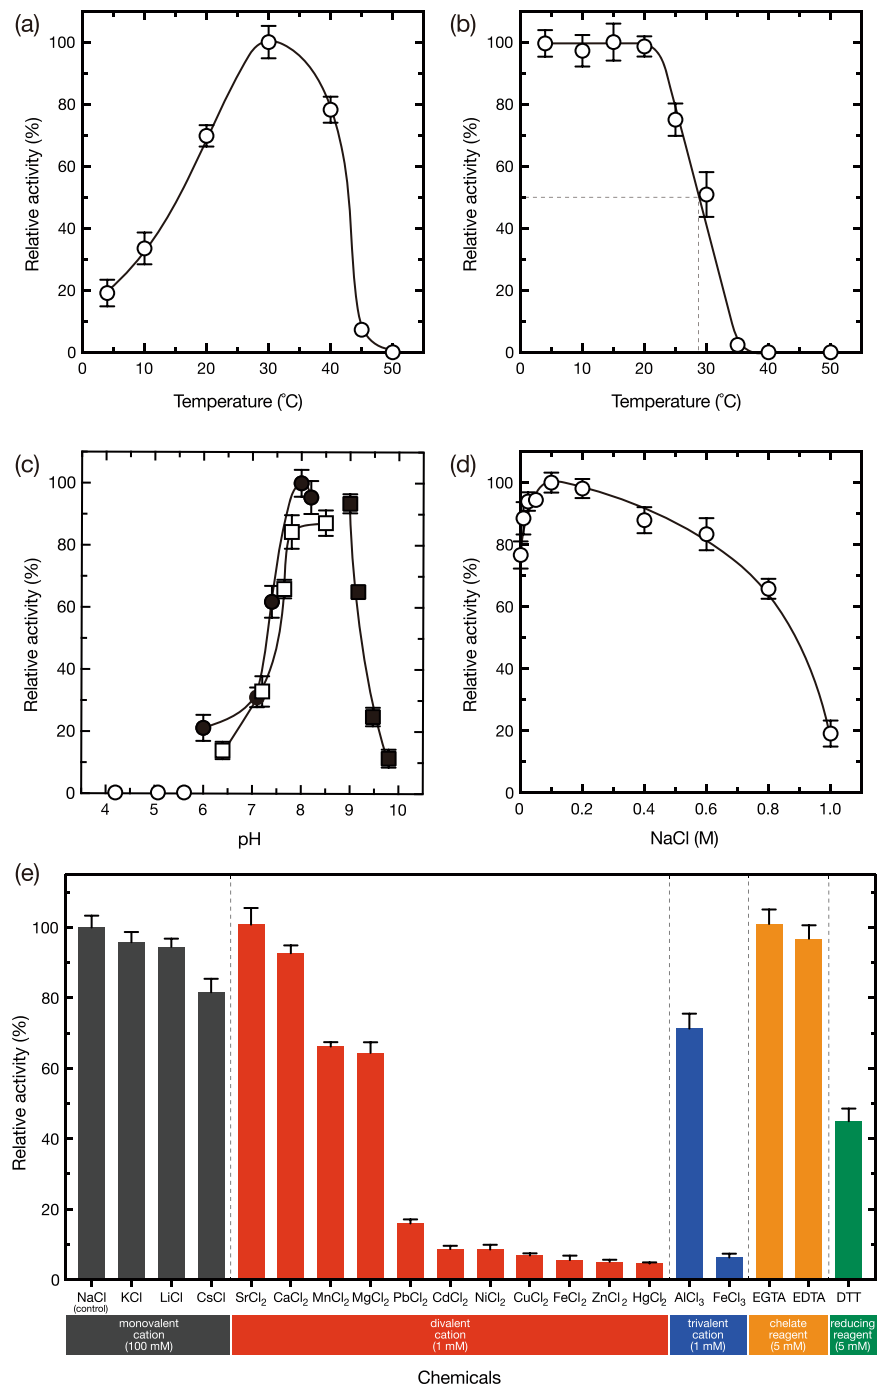 (a)
Relative activity (%)
100
80
60
40
20
0
0 10 20 30 40 50
Temperature (°C)
(b)
Relative activity (%)
100
80
60
40
20
0
0 10 20 30 40 50
Temperature (°C)
(c)
Relative activity (%)
100
80
60
40
20
0
4 5 6 7 8 9 10
pH
(d)
Relative activity (%)
100
80
60
40
20
0
0 0.2 0.4 0.6 0.8 1.0
NaCl (M)
(e)
Relative activity (%)
100
80
60
40
20
0
NaCl KCl LiCl CsCl SrCl₂ CaCl₂ MnCl₂ MgCl₂ PbCl₂ CdCl₂ NiCl₂ CuCl₂ FeCl₂ ZnCl₂ HgCl₂ AlCl₃ FeCl₃ EGTA EDTA DTT
(control)
monovalent
cation
(100 mM)
divalent
cation
(1 mM)
trivalent
cation
(1 mM)
chelate
reagent
(5 mM)
reducing
reagent
(5 mM)
Chemicals